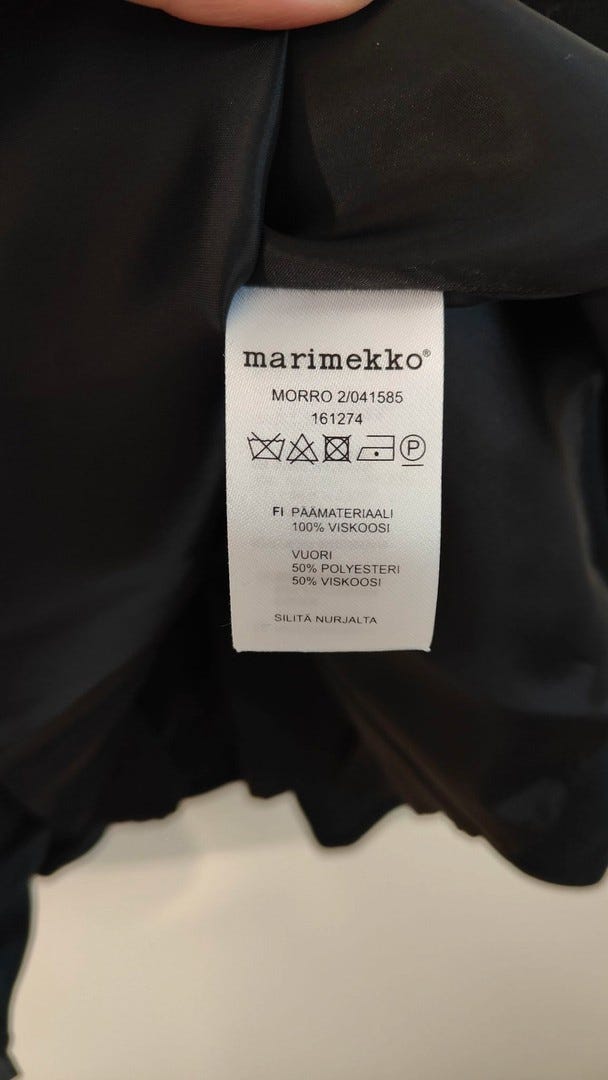 marimekko®
MORRO 2/041585
161274
P
FI PÄÄMATERIAALI
100% VISKOOSI
VUORI
50% POLYESTERI
50% VISKOOSI
SILITÄ NURJALTA